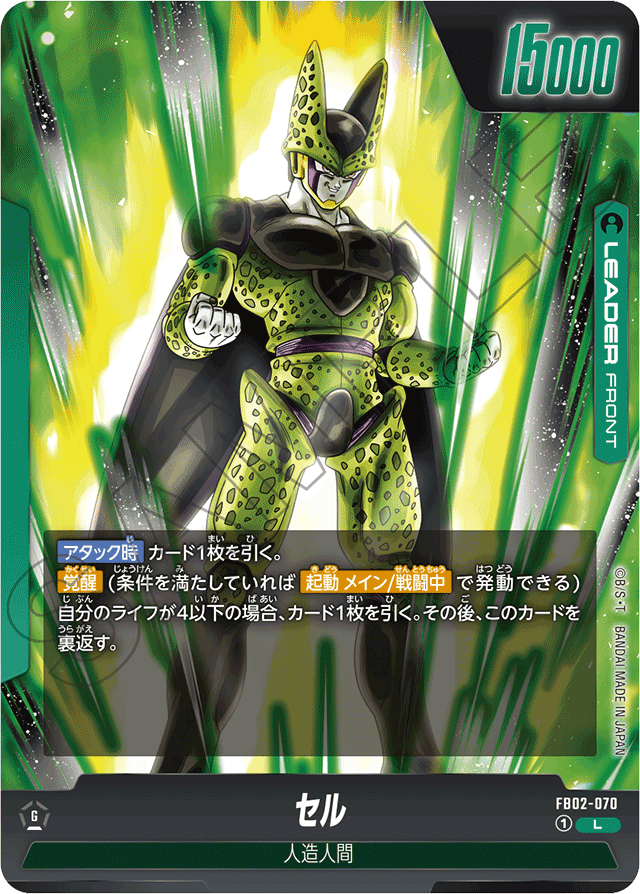 15000
LEADER FRONT
アタック時 カード1枚を引く。
覚醒 (条件を満たしていれば 起動 メイン/戦闘中 で発動できる)
自分のライフが4以下の場合、カード1枚を引く。その後、このカードを
裏返す。
©B/S・T BANDAI MADE IN JAPAN
セル
FB02-070
G
① L
人造人間